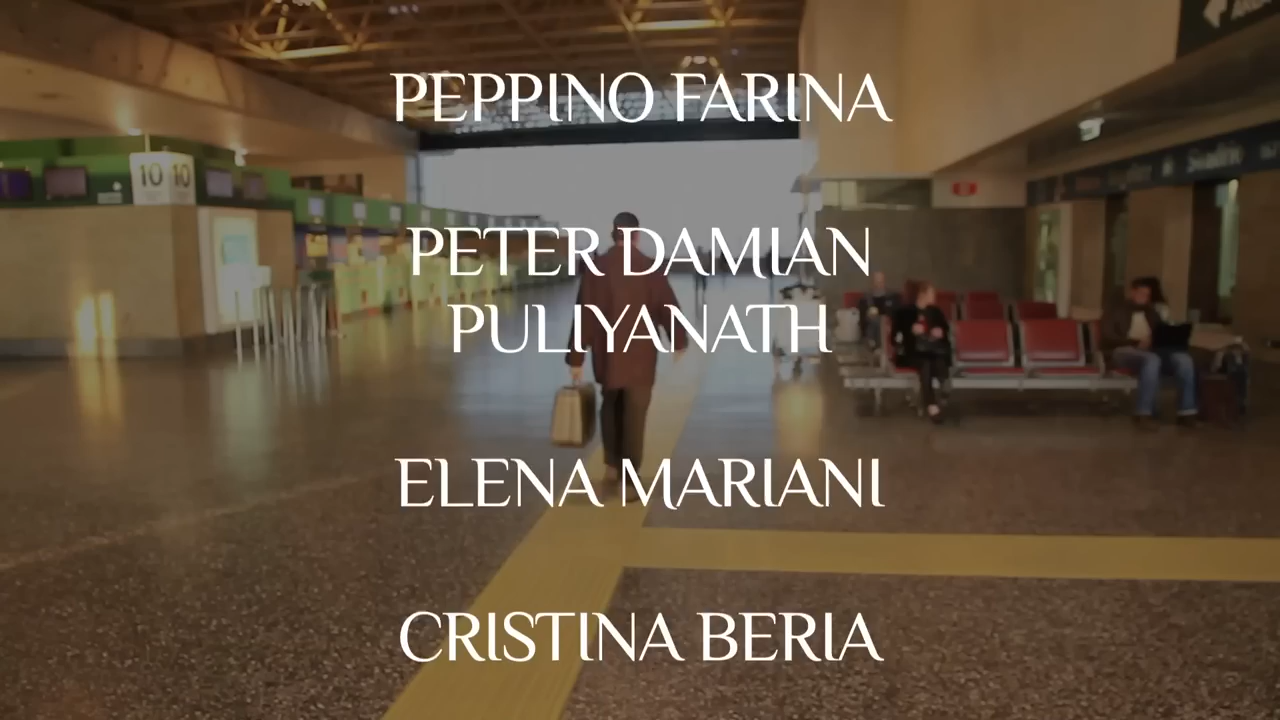 PEPPINO FARINA
10 10
PETER DAMIAN
PULIYANATH
ELENA MARIANI
CRISTINA BERIA